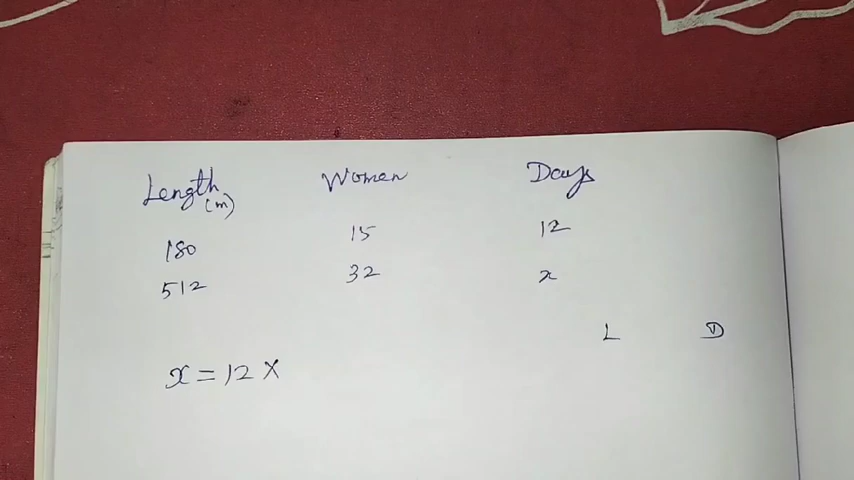 Length Women Days
(m)
180 15 12
512 32 x
L D
x = 12 ×